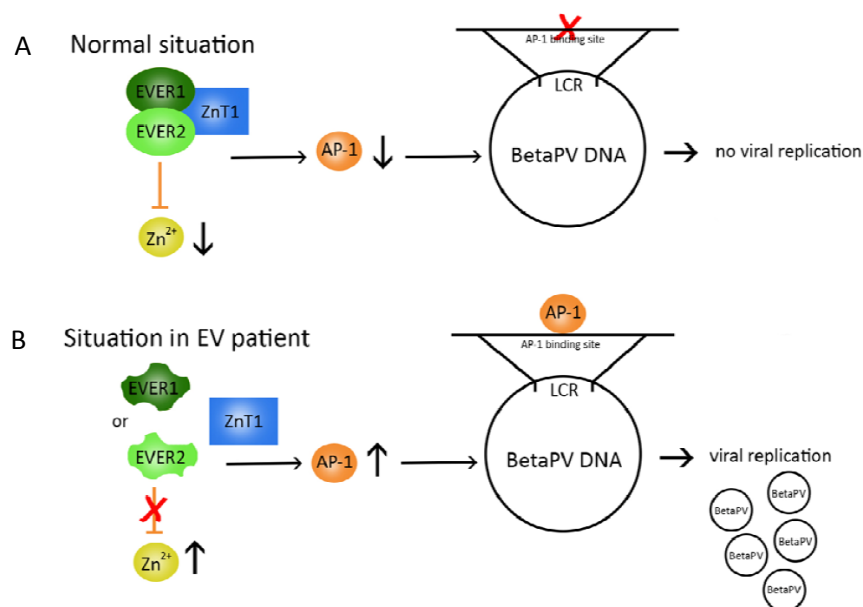 A
Normal situation
EVER1
EVER2
ZnT1
Zn2+
AP-1
AP-1 binding site
LCR
BetaPV DNA
no viral replication
B
Situation in EV patient
EVER1
or
EVER2
ZnT1
Zn2+
AP-1
AP-1
AP-1 binding site
LCR
BetaPV DNA
viral replication
BetaPV
BetaPV
BetaPV
BetaPV
BetaPV